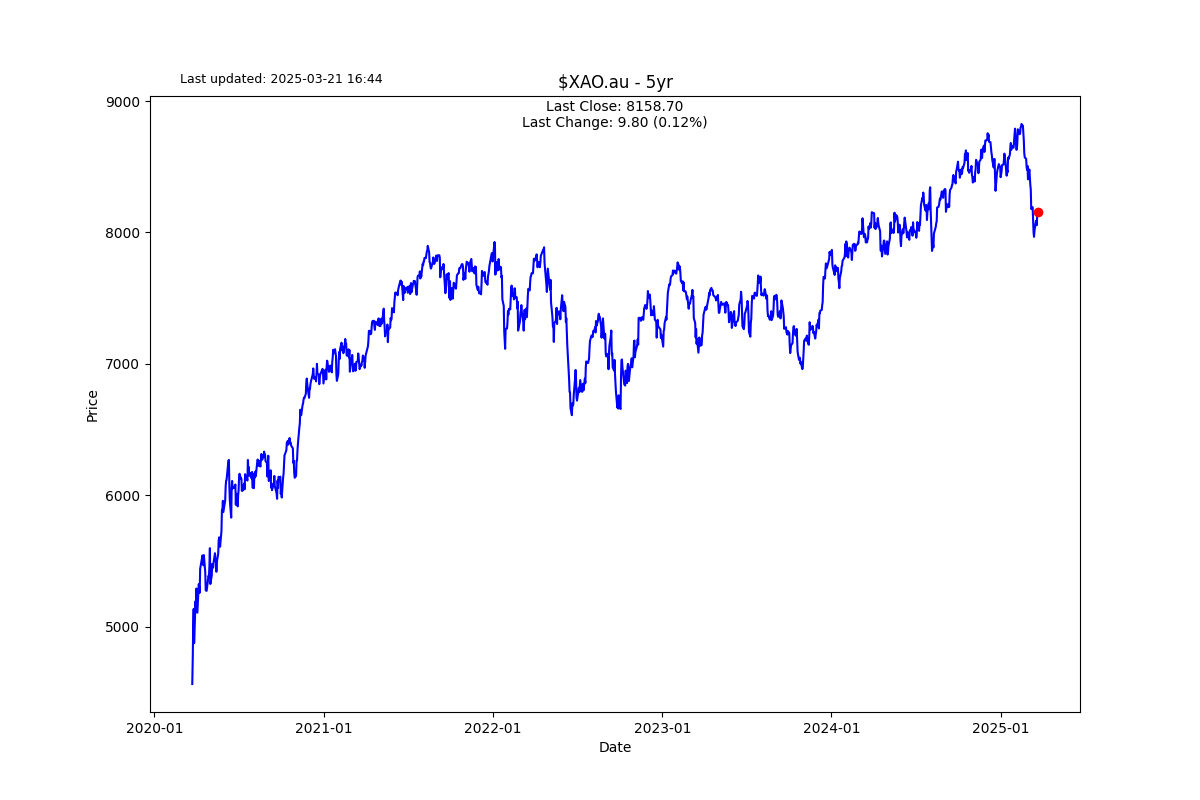 Last updated: 2025-03-21 16:44
$XAO.au - 5yr
Last Close: 8158.70
Last Change: 9.80 (0.12%)
9000
8000
7000
6000
5000
Price
2020-01
2021-01
2022-01
2023-01
2024-01
2025-01
Date